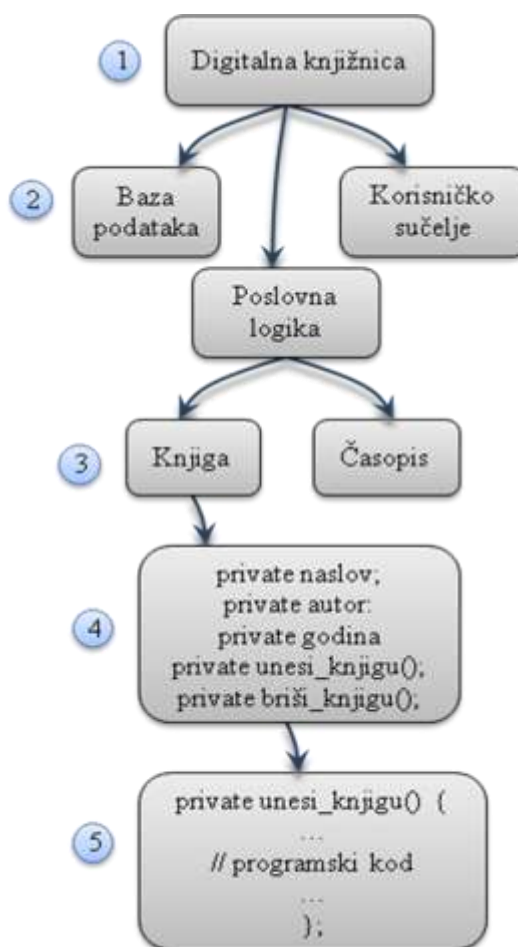 1
Digitalna knjižnica
2
Baza
podataka
Korisničko
sučelje
Poslovna
logika
3
Knjiga
Časopis
4
private naslov;
private autor:
private godina
private unesi_knjigu();
private briši_knjigu();
5
private unesi_knjigu() {
...
// programski kod
...
};